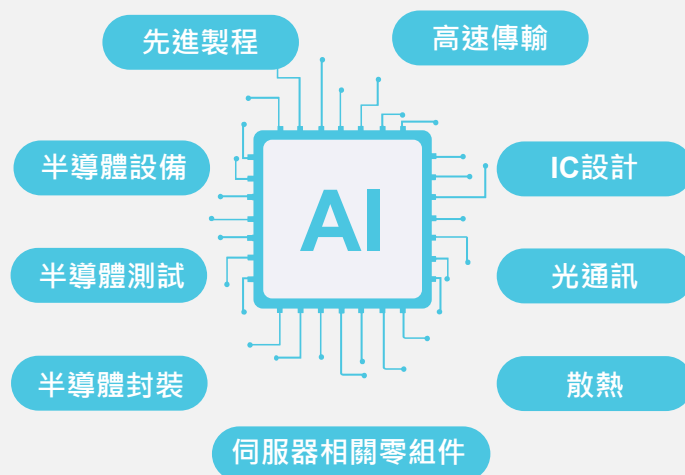 先進製程
高速傳輸
半導體設備
AI
IC設計
半導體測試
光通訊
半導體封裝
散熱
伺服器相關零組件